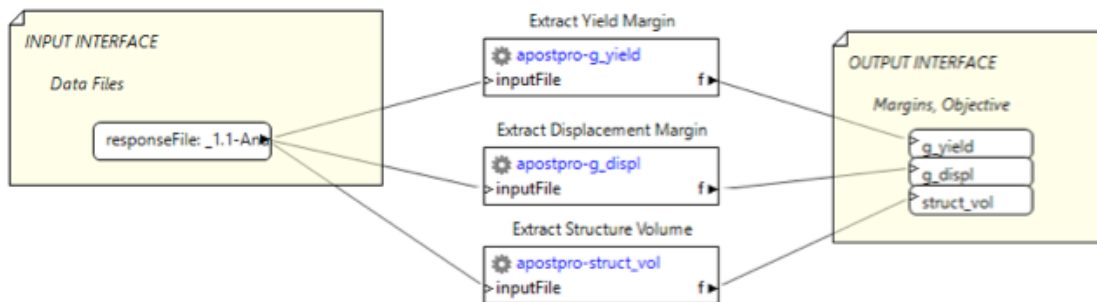 INPUT INTERFACE
Data Files
responseFile: _1.1-Ana
Extract Yield Margin
apostpro-g_yield
inputFile f
Extract Displacement Margin
apostpro-g_displ
inputFile f
Extract Structure Volume
apostpro-struct_vol
inputFile f
OUTPUT INTERFACE
Margins, Objective
g_yield
g_displ
struct_vol